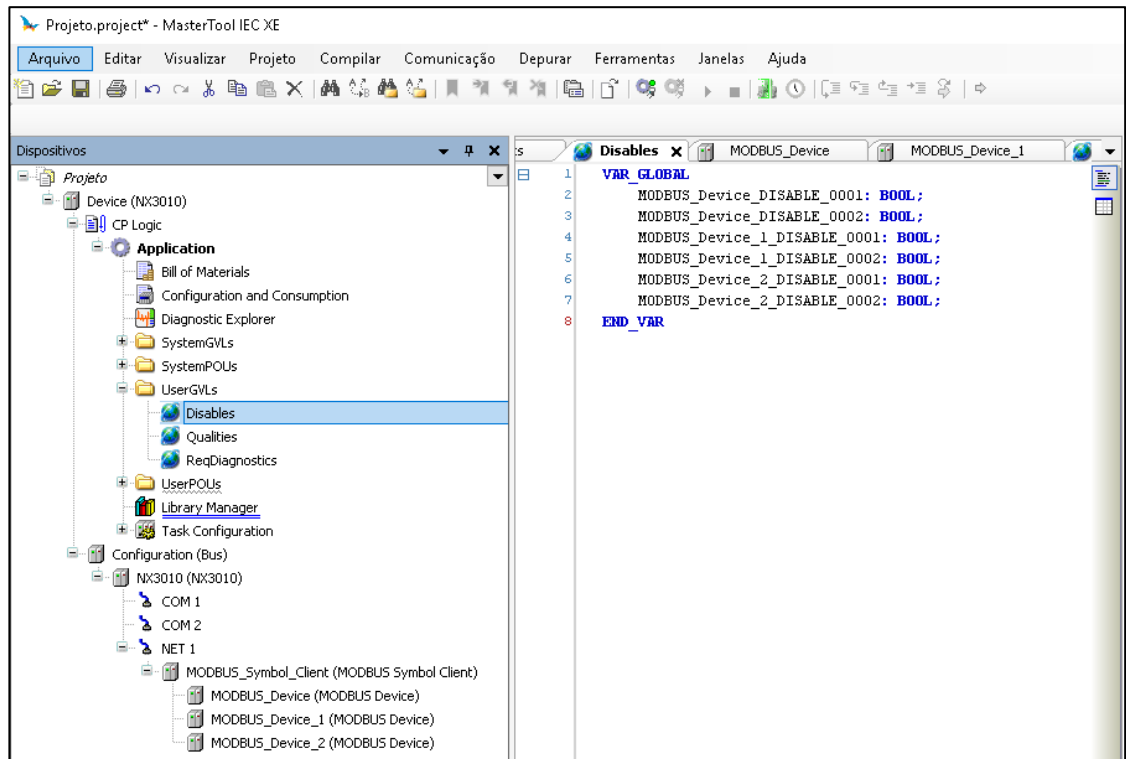 Projeto.project* - MasterTool IEC XE
Arquivo Editar Visualizar Projeto Compilar Comunicação Depurar Ferramentas Janelas Ajuda
Dispositivos
Projeto
Device (NX3010)
CP Logic
Application
Bill of Materials
Configuration and Consumption
Diagnostic Explorer
SystemGVLs
SystemPOUs
UserGVLs
Disables
Qualities
ReqDiagnostics
UserPOUs
Library Manager
Task Configuration
Configuration (Bus)
NX3010 (NX3010)
COM 1
COM 2
NET 1
MODBUS_Symbol_Client (MODBUS Symbol Client)
MODBUS_Device (MODBUS Device)
MODBUS_Device_1 (MODBUS Device)
MODBUS_Device_2 (MODBUS Device)
Disables MODBUS_Device MODBUS_Device_1
1 VAR_GLOBAL
2 MODBUS_Device_DISABLE_0001: BOOL;
3 MODBUS_Device_DISABLE_0002: BOOL;
4 MODBUS_Device_1_DISABLE_0001: BOOL;
5 MODBUS_Device_1_DISABLE_0002: BOOL;
6 MODBUS_Device_2_DISABLE_0001: BOOL;
7 MODBUS_Device_2_DISABLE_0002: BOOL;
8 END_VAR